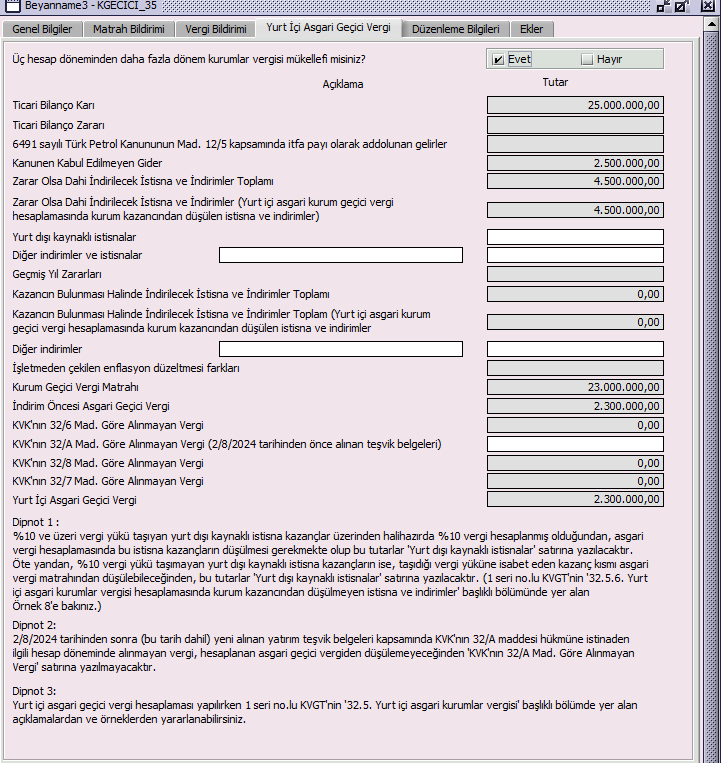 Beyanname3 - KGECICI_35
Genel Bilgiler Matrah Bildirimi Vergi Bildirimi Yurt İçi Asgari Geçici Vergi Düzenleme Bilgileri Ekler
Üç hesap döneminden daha fazla dönem kurumlar vergisi mükellefi misiniz? Evet Hayır
Açıklama Tutar
Ticari Bilanço Karı 25.000.000,00
Ticari Bilanço Zararı
6491 sayılı Türk Petrol Kanununun Mad. 12/5 kapsamında itfa payı olarak addolunan gelirler
Kanunen Kabul Edilmeyen Gider 2.500.000,00
Zarar Olsa Dahi İndirilecek İstisna ve İndirimler Toplamı 4.500.000,00
Zarar Olsa Dahi İndirilecek İstisna ve İndirimler (Yurt içi asgari kurum geçici vergi
hesaplamasında kurum kazancından düşülen istisna ve indirimler) 4.500.000,00
Yurt dışı kaynaklı istisnalar
Diğer indirimler ve istisnalar
Geçmiş Yıl Zararları
Kazancın Bulunması Halinde İndirilecek İstisna ve İndirimler Toplamı 0,00
Kazancın Bulunması Halinde İndirilecek İstisna ve İndirimler Toplam (Yurt içi asgari kurum
geçici vergi hesaplamasında kurum kazancından düşülen istisna ve indirimler 0,00
Diğer indirimler
İşletmeden çekilen enflasyon düzeltmesi farkları
Kurum Geçici Vergi Matrahı 23.000.000,00
İndirim Öncesi Asgari Geçici Vergi 2.300.000,00
KVK'nın 32/6 Mad. Göre Alınmayan Vergi 0,00
KVK'nın 32/A Mad. Göre Alınmayan Vergi (2/8/2024 tarihinden önce alınan teşvik belgeleri)
KVK'nın 32/8 Mad. Göre Alınmayan Vergi 0,00
KVK'nın 32/7 Mad. Göre Alınmayan Vergi 0,00
Yurt İçi Asgari Geçici Vergi 2.300.000,00
Dipnot 1 :
%10 ve üzeri vergi yükü taşıyan yurt dışı kaynaklı istisna kazançlar üzerinden halihazırda %10 vergi hesaplanmış olduğundan, asgari
vergi hesaplamasında bu istisna kazançların düşülmesi gerekmekte olup bu tutarlar 'Yurt dışı kaynaklı istisnalar' satırına yazılacaktır.
Öte yandan, %10 vergi yükü taşımayan yurt dışı kaynaklı istisna kazançların ise, taşıdığı vergi yüküne isabet eden kazanç kısmı asgari
vergi matrahından düşülebileceğinden, bu tutarlar 'Yurt dışı kaynaklı istisnalar' satırına yazılacaktır. (1 seri no.lu KVGT'nin '32.5.6. Yurt
içi asgari kurumlar vergisi hesaplamasında kurum kazancından düşülmeyen istisna ve indirimler' başlıklı bölümünde yer alan
Örnek 8'e bakınız.)
Dipnot 2:
2/8/2024 tarihinden sonra (bu tarih dahil) yeni alınan yatırım teşvik belgeleri kapsamında KVK'nın 32/A maddesi hükmüne istinaden
ilgili hesap döneminde alınmayan vergi, hesaplanan asgari geçici vergiden düşülemeyeceğinden 'KVK'nın 32/A Mad. Göre Alınmayan
Vergi' satırına yazılmayacaktır.
Dipnot 3:
Yurt içi asgari geçici vergi hesaplaması yapılırken 1 seri no.lu KVGT'nin '32.5. Yurt içi asgari kurumlar vergisi' başlıklı bölümde yer alan
açıklamalardan ve örneklerden yararlanabilirsiniz.